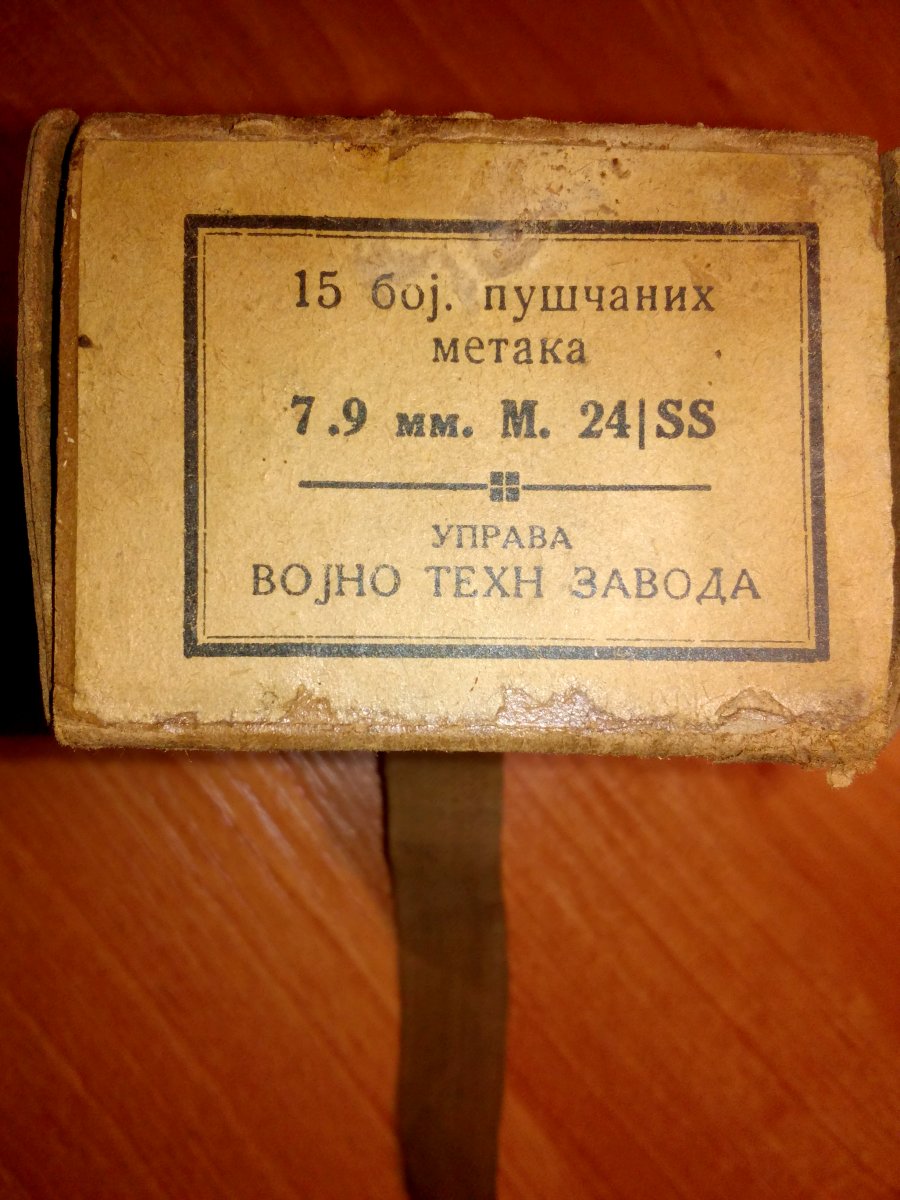 15 бој. пушчаних
метака
7.9 мм. М. 24|SS
УПРАВА
ВОЈНО ТЕХН ЗАВОДА